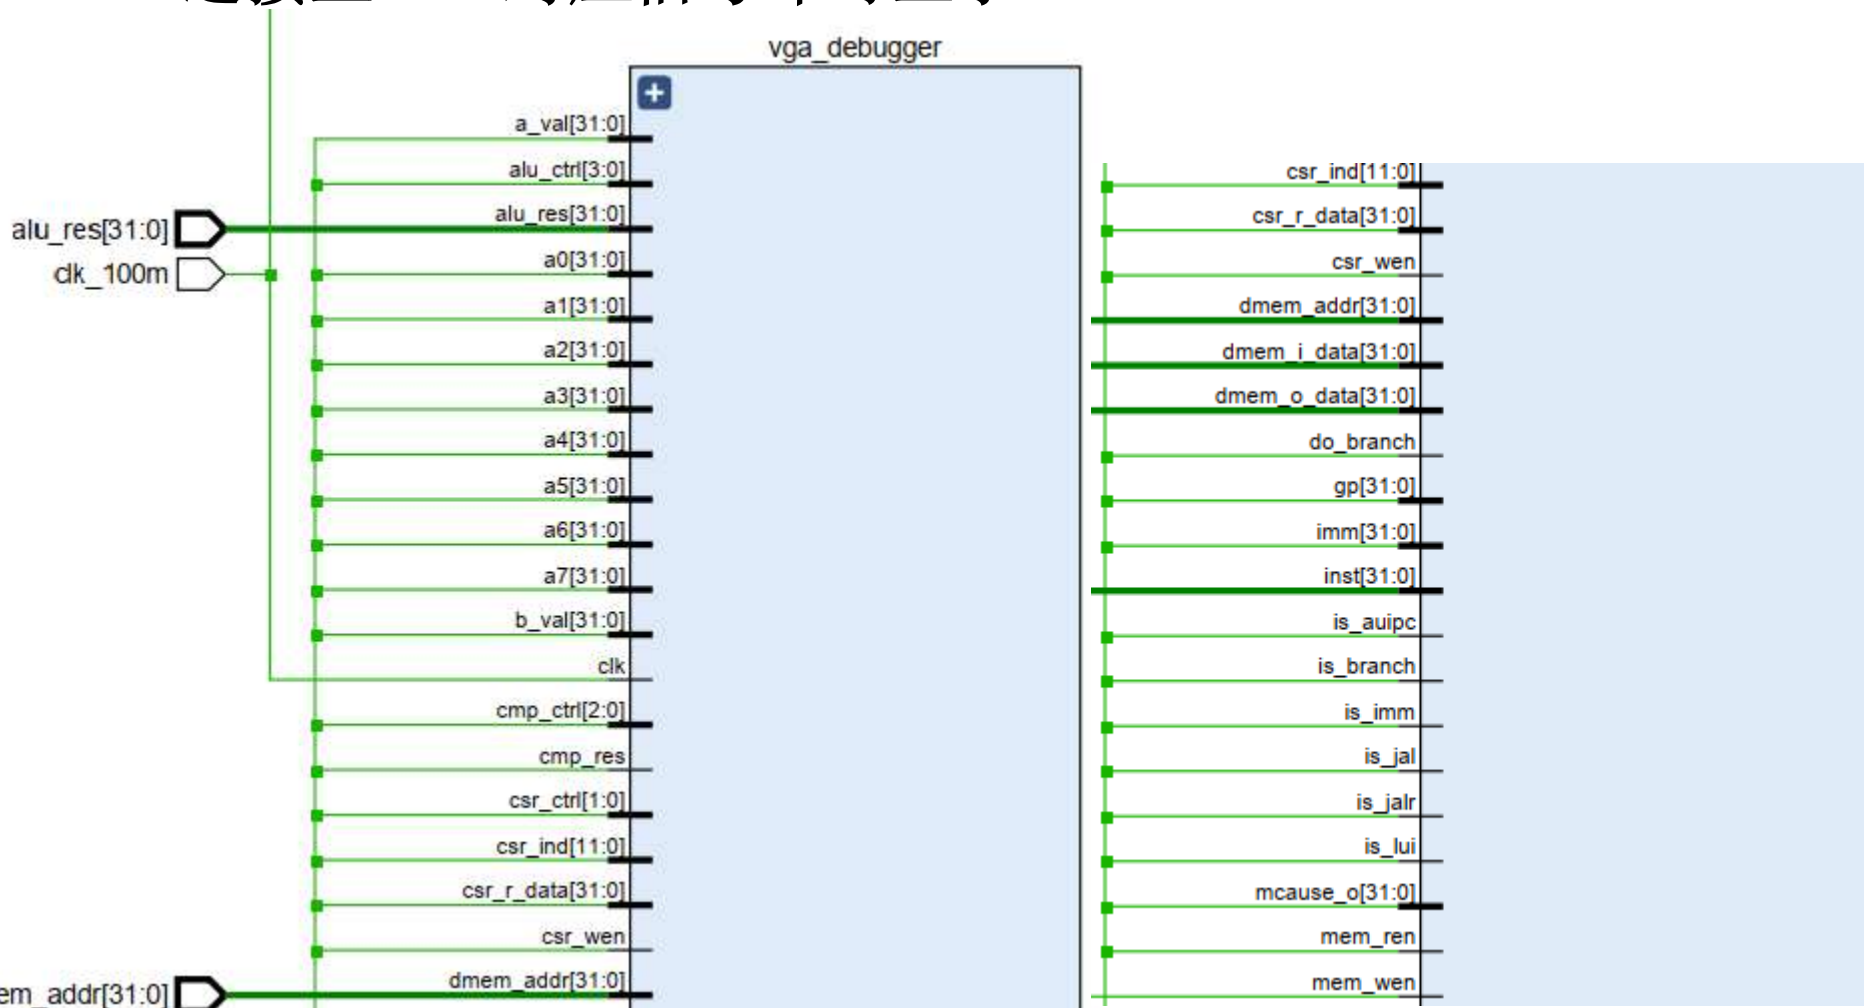 vga_debugger
a_val[31:0]
alu_ctrl[3:0]
alu_res[31:0]
alu_res[31:0]
a0[31:0]
clk_100m
a1[31:0]
a2[31:0]
a3[31:0]
a4[31:0]
a5[31:0]
a6[31:0]
a7[31:0]
b_val[31:0]
clk
cmp_ctrl[2:0]
cmp_res
csr_ctrl[1:0]
csr_ind[11:0]
csr_r_data[31:0]
csr_wen
dmem_addr[31:0]
em_addr[31:0]
csr_ind[11:0]
csr_r_data[31:0]
csr_wen
dmem_addr[31:0]
dmem_i_data[31:0]
dmem_o_data[31:0]
do_branch
gp[31:0]
imm[31:0]
inst[31:0]
is_auipc
is_branch
is_imm
is_jal
is_jalr
is_lui
mcause_o[31:0]
mem_ren
mem_wen